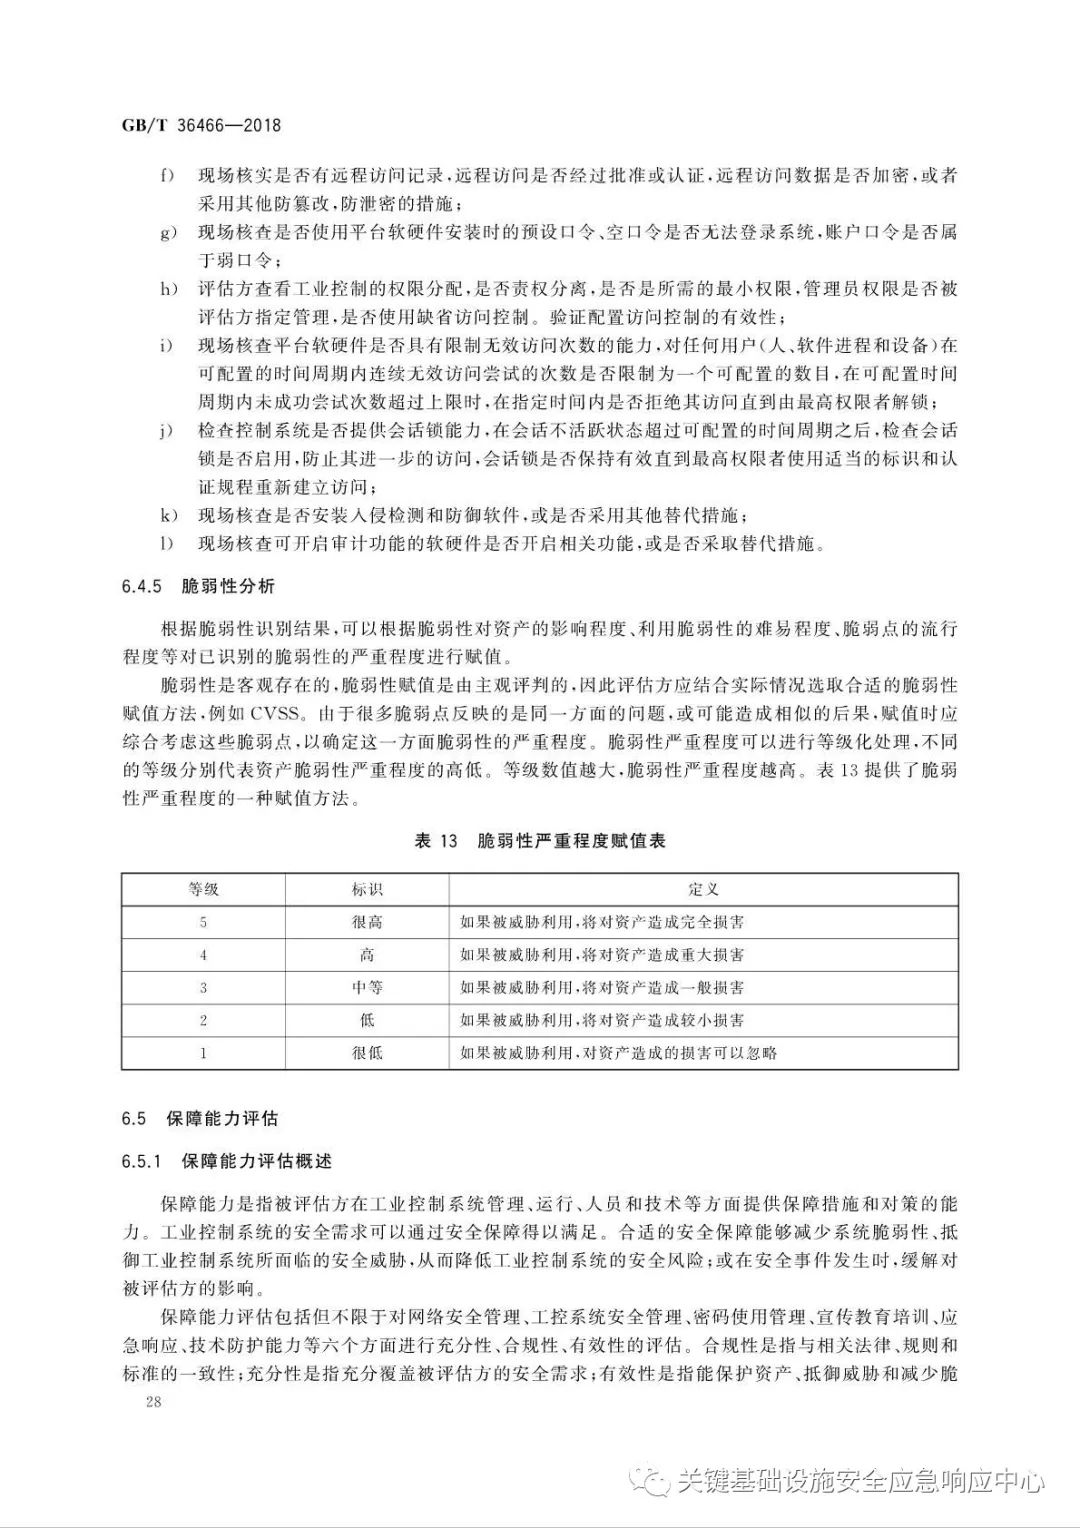 GB/T 36466—2018
f) 现场核实是否有远程访问记录,远程访问是否经过批准或认证,远程访问数据是否加密,或者
采用其他防篡改,防泄密的措施;
g) 现场核查是否使用平台软硬件安装时的预设口令、空口令是否无法登录系统,账户口令是否属
于弱口令;
h) 评估方查看工业控制的权限分配,是否责权分离,是否是所需的最小权限,管理员权限是否被
评估方指定管理,是否使用缺省访问控制。验证配置访问控制的有效性;
i) 现场核查平台软硬件是否具有限制无效访问次数的能力,对任何用户(人、软件进程和设备)在
可配置的时间周期内连续无效访问尝试的次数是否限制为一个可配置的数目,在可配置时间
周期内未成功尝试次数超过上限时,在指定时间内是否拒绝其访问直到由最高权限者解锁;
j) 检查控制系统是否提供会话锁能力,在会话不活跃状态超过可配置的时间周期之后,检查会话
锁是否启用,防止其进一步的访问,会话锁是否保持有效直到最高权限者使用适当的标识和认
证规程重新建立访问;
k) 现场核查是否安装入侵检测和防御软件,或是否采用其他替代措施;
l) 现场核查可开启审计功能的软硬件是否开启相关功能,或是否采取替代措施。
6.4.5 脆弱性分析
根据脆弱性识别结果,可以根据脆弱性对资产的影响程度、利用脆弱性的难易程度、脆弱点的流行
程度等对已识别的脆弱性的严重程度进行赋值。
脆弱性是客观存在的,脆弱性赋值是由主观评判的,因此评估方应结合实际情况选取合适的脆弱性
赋值方法,例如CVSS。由于很多脆弱点反映的是同一方面的问题,或可能造成相似的后果,赋值时应
综合考虑这些脆弱点,以确定这一方面脆弱性的严重程度。脆弱性严重程度可以进行等级化处理,不同
的等级分别代表资产脆弱性严重程度的高低。等级数值越大,脆弱性严重程度越高。表 13 提供了脆弱
性严重程度的一种赋值方法。
表 13 脆弱性严重程度赋值表
等级 标识 定义
5 很高 如果被威胁利用,将对资产造成完全损害
4 高 如果被威胁利用,将对资产造成重大损害
3 中等 如果被威胁利用,将对资产造成一般损害
2 低 如果被威胁利用,将对资产造成较小损害
1 很低 如果被威胁利用,对资产造成的损害可以忽略
6.5 保障能力评估
6.5.1 保障能力评估概述
保障能力是指被评估方在工业控制系统管理、运行、人员和技术等方面提供保障措施和对策的能
力。工业控制系统的安全需求可以通过安全保障得以满足。合适的安全保障能够减少系统脆弱性、抵
御工业控制系统所面临的安全威胁,从而降低工业控制系统的安全风险;或在安全事件发生时,缓解对
被评估方的影响。
保障能力评估包括但不限于对网络安全管理、工控系统安全管理、密码使用管理、宣传教育培训、应
急响应、技术防护能力等六个方面进行充分性、合规性、有效性的评估。合规性是指与相关法律、规则和
标准的一致性;充分性是指充分覆盖被评估方的安全需求;有效性是指能保护资产、抵御威胁和减少脆
28
关键基础设施安全应急响应中心